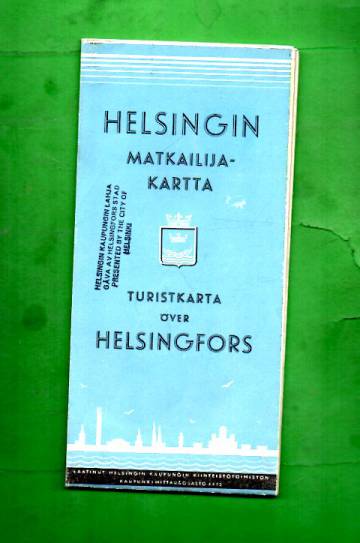 HELSINGIN
MATKAILIJA-
KARTTA
HELSINGIN KAUPUNGIN LAHJA
GÅVA AV HELSINGFORS STAD
PRESENTED BY THE CITY OF
HELSINKI
TURISTKARTA
ÖVER
HELSINGFORS
LAATINUT HELSINGIN KAUPUNGIN KIINTEISTÖTOIMISTON
KAUPUNKIMITTAUSOSASTO